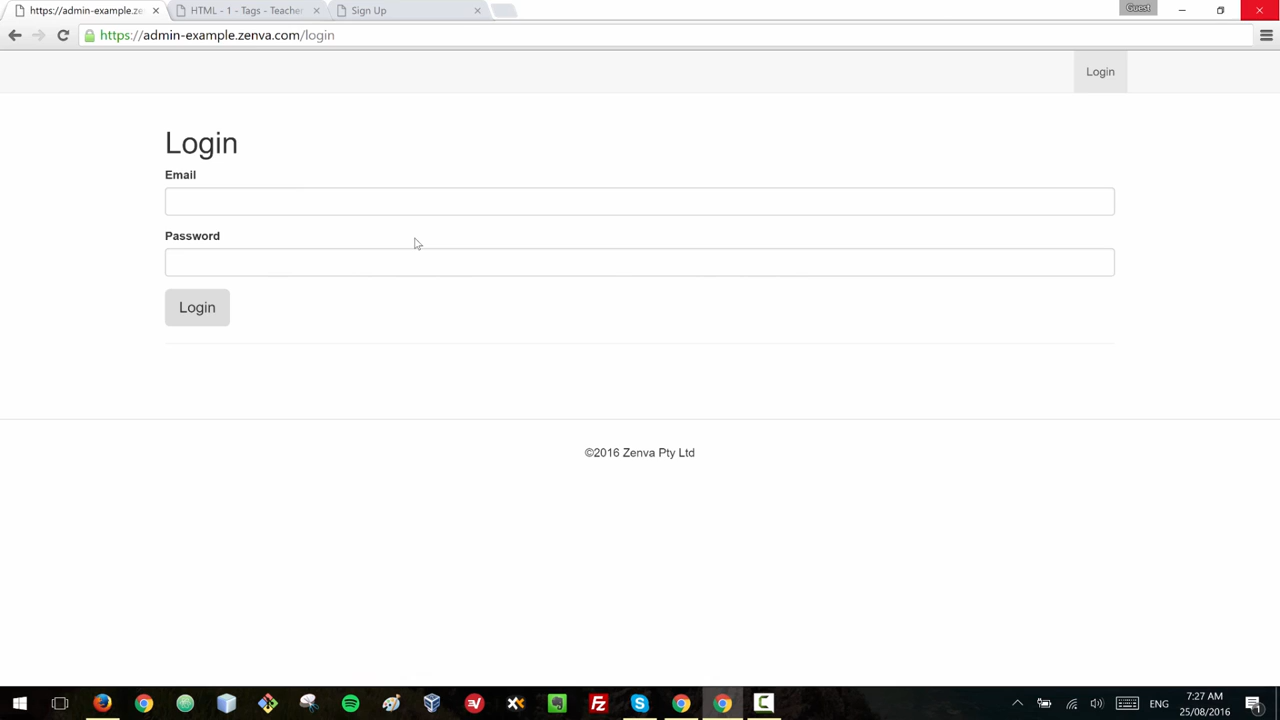 https://admin-example.ze
HTML - 1 - Tags - Teacher
Sign Up
Guest
https://admin-example.zenva.com/login
Login
Login
Email
Password
Login
©2016 Zenva Pty Ltd
ENG
7:27 AM
25/08/2016
1